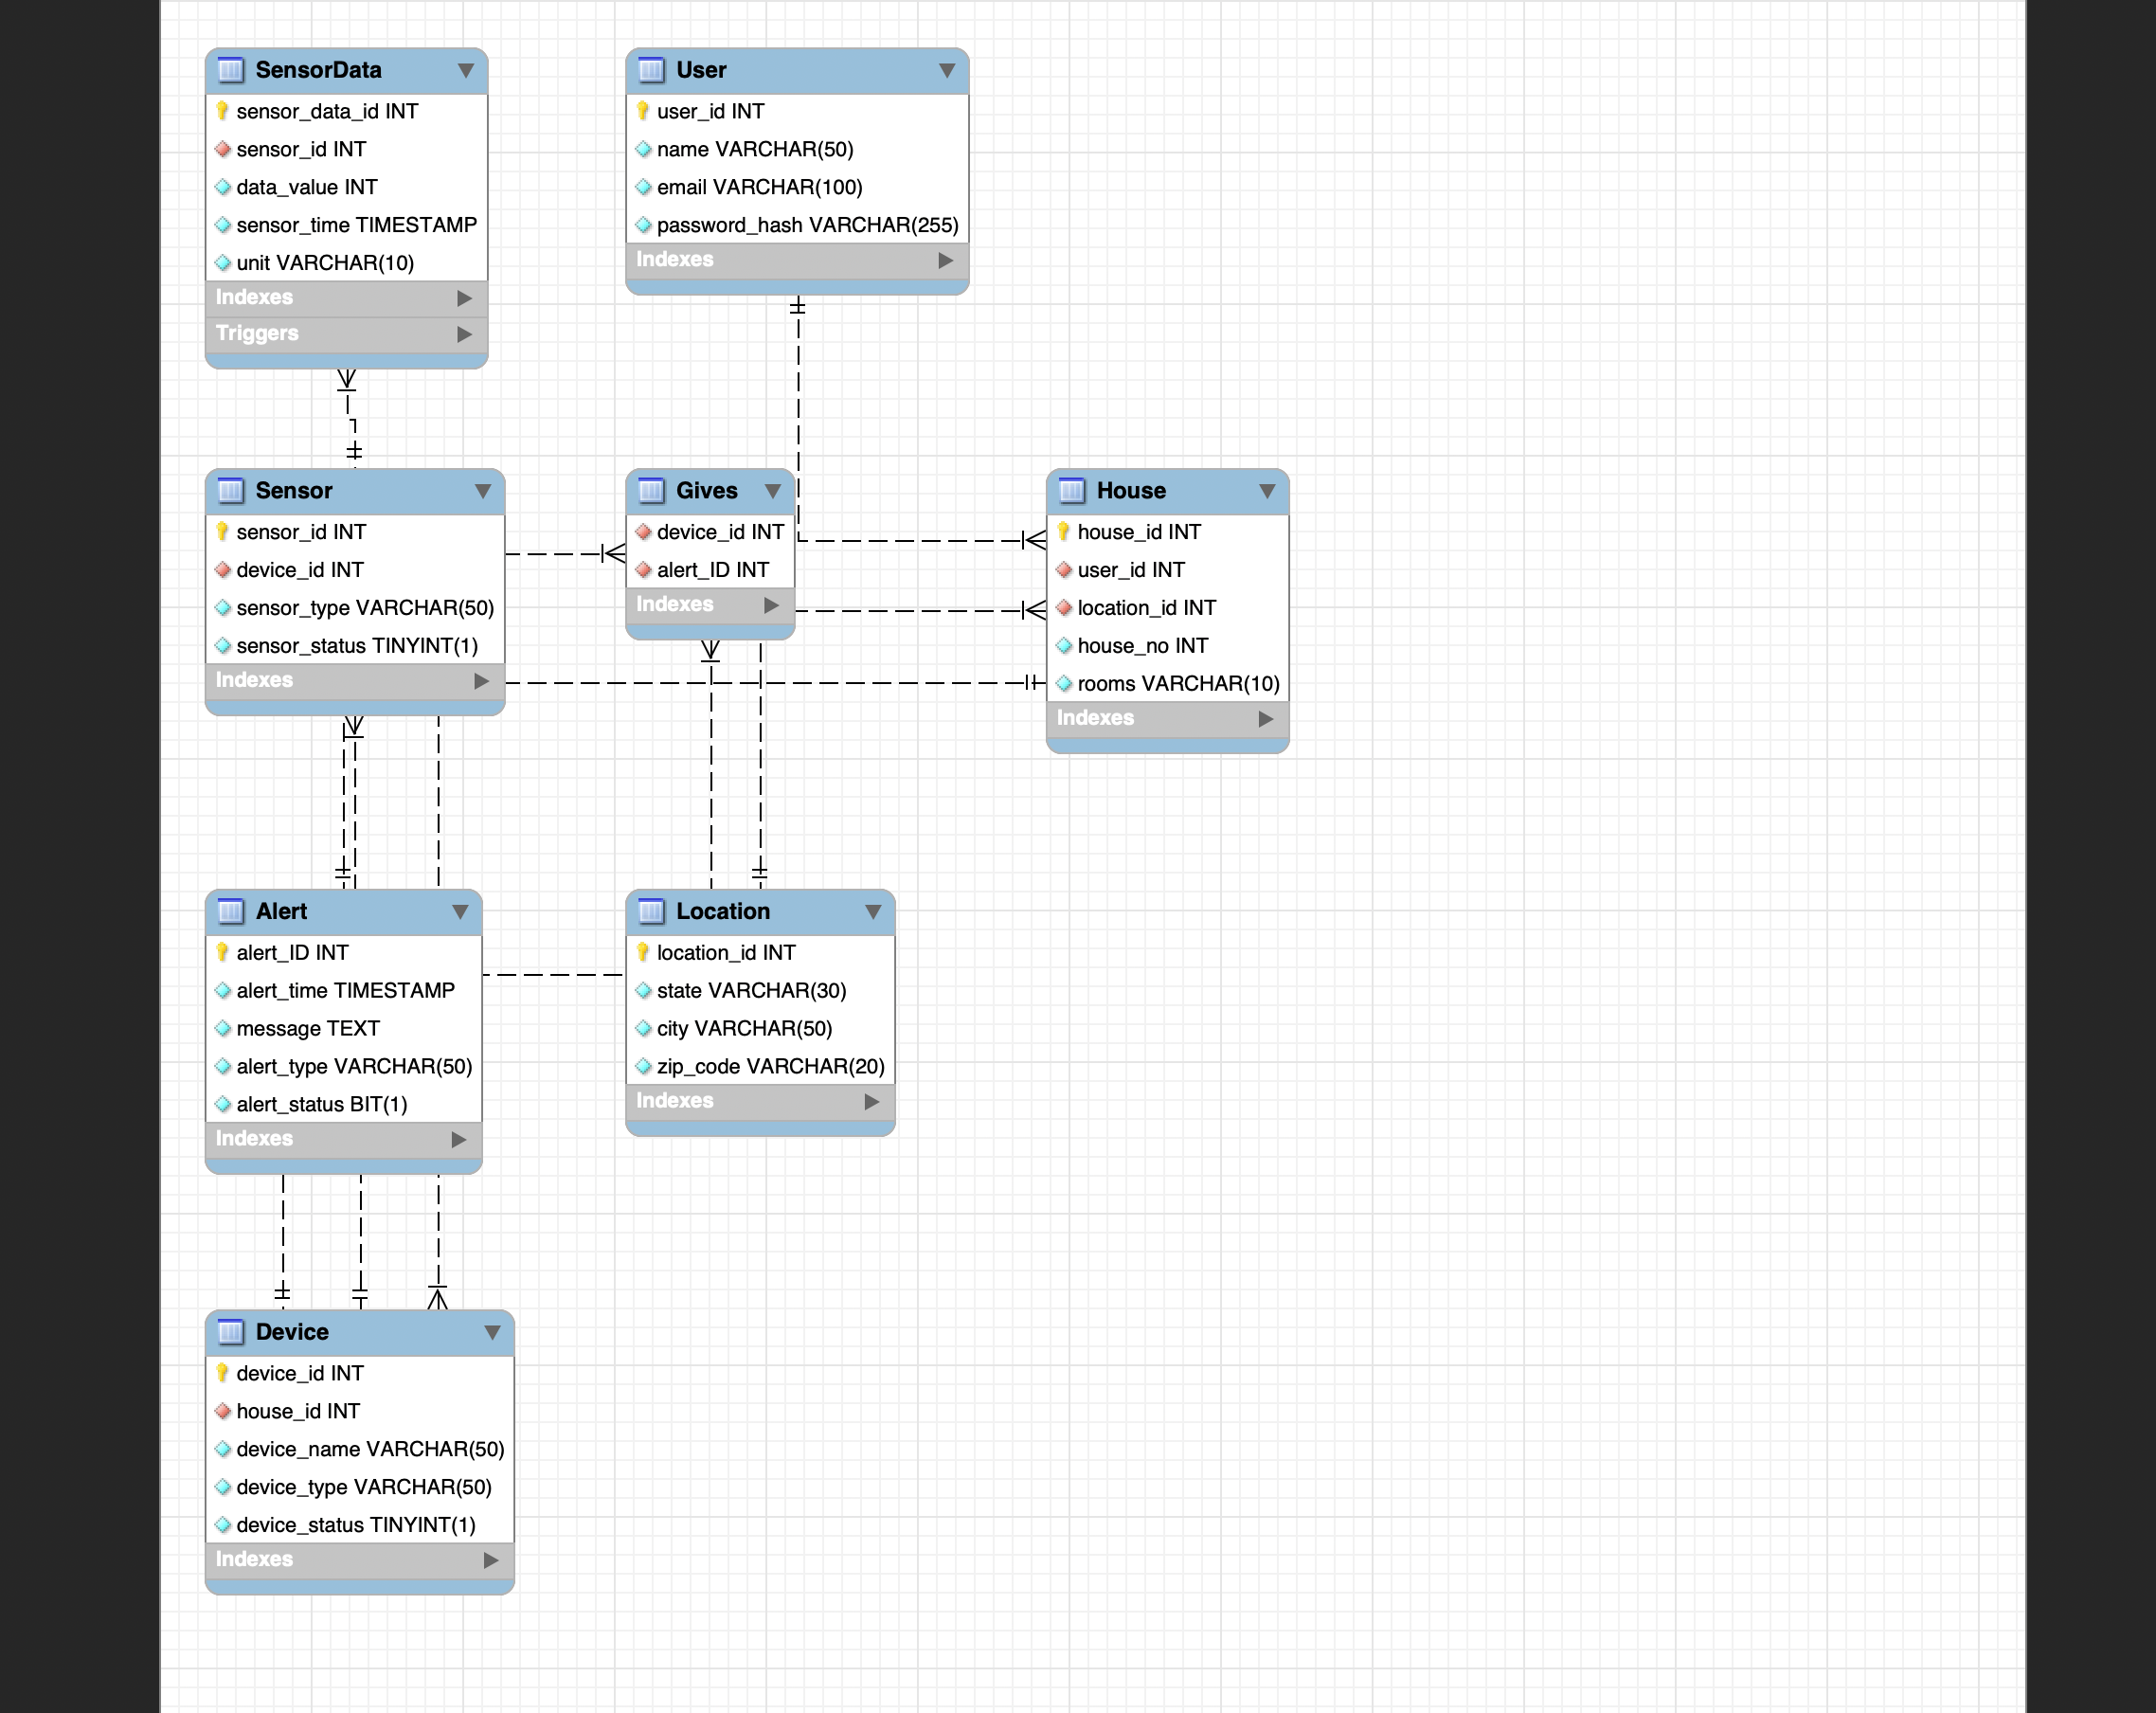 SensorData
sensor_data_id INT
sensor_id INT
data_value INT
sensor_time TIMESTAMP
unit VARCHAR(10)
Indexes
Triggers
User
user_id INT
name VARCHAR(50)
email VARCHAR(100)
password_hash VARCHAR(255)
Indexes
Sensor
sensor_id INT
device_id INT
sensor_type VARCHAR(50)
sensor_status TINYINT(1)
Indexes
Gives
device_id INT
alert_ID INT
Indexes
House
house_id INT
user_id INT
location_id INT
house_no INT
rooms VARCHAR(10)
Indexes
Alert
alert_ID INT
alert_time TIMESTAMP
message TEXT
alert_type VARCHAR(50)
alert_status BIT(1)
Indexes
Location
location_id INT
state VARCHAR(30)
city VARCHAR(50)
zip_code VARCHAR(20)
Indexes
Device
device_id INT
house_id INT
device_name VARCHAR(50)
device_type VARCHAR(50)
device_status TINYINT(1)
Indexes